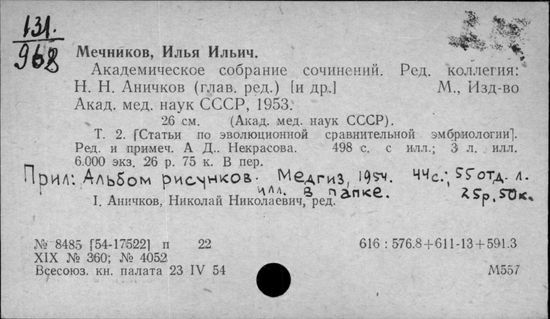 131.
968
Мечников, Илья Ильич.
Академическое собрание сочинений. Ред. коллегия:
Н. Н. Аничков (глав. ред.) [и др.] М., Изд-во
Акад. мед. наук СССР, 1953.
26 см. (Акад. мед. наук СССР).
Т. 2. [Статьи по эволюционной сравнительной эмбриологии].
Ред. и примеч. А Д.. Некрасова. 498 с. с илл.; 3 л. илл.
6.000 экз. 26 р. 75 к. В пер.
Прил: Альбом рисунков. Медгиз, 1954. 44 с.; 55 отд. л.
илл. в папке. 25 р. 50 к.
I. Аничков, Николай Николаевич, ред.
№ 8485 [54-17522] п 22 616 : 576.8+611-13+591.3
XIX № 360; № 4052
Всесоюз. кн. палата 23 IV 54 М557